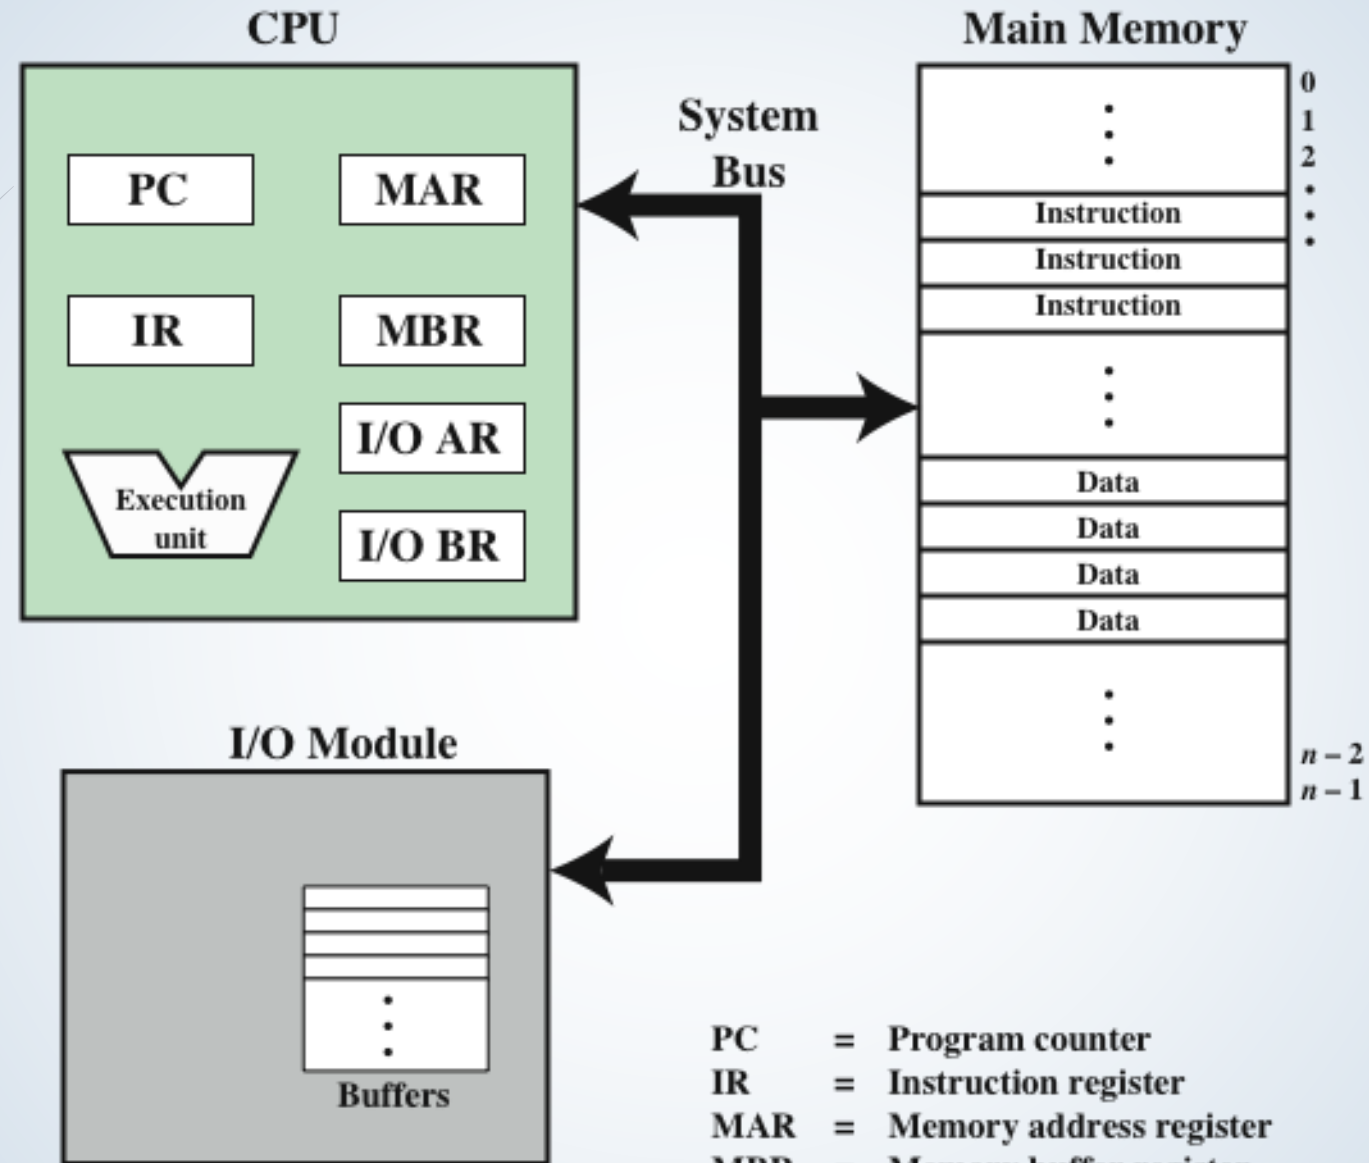 CPU
PC
MAR
IR
MBR
I/O AR
I/O BR
Execution
unit
System
Bus
Main Memory
0
1
2
Instruction
Instruction
Instruction
Data
Data
Data
Data
n – 2
n – 1
I/O Module
Buffers
PC = Program counter
IR = Instruction register
MAR = Memory address register